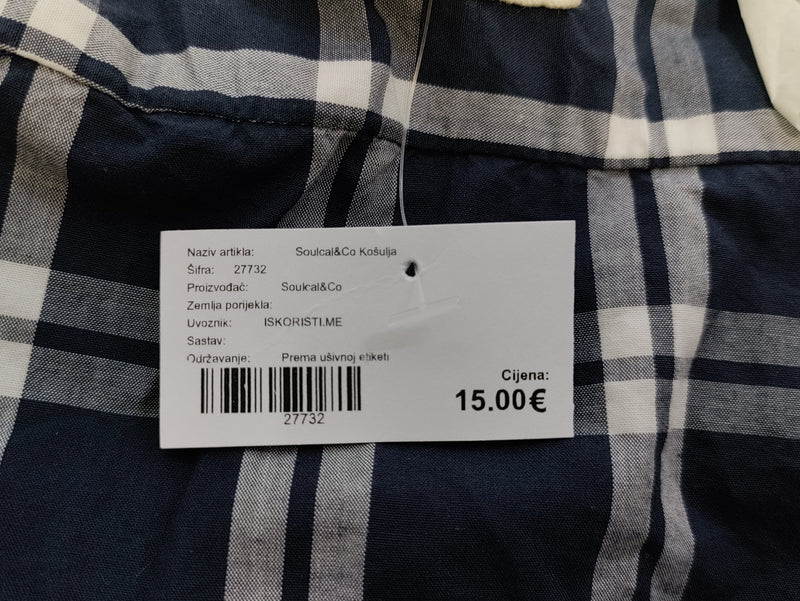 Naziv artikla: Soulcal&Co Košulja
Šifra: 27732
Proizvođač: Soulcal&Co
Zemlja porijekla:
Uvoznik: ISKORISTI.ME
Sastav:
Održavanje: Prema ušivnoj etiketi
27732
Cijena:
15.00€